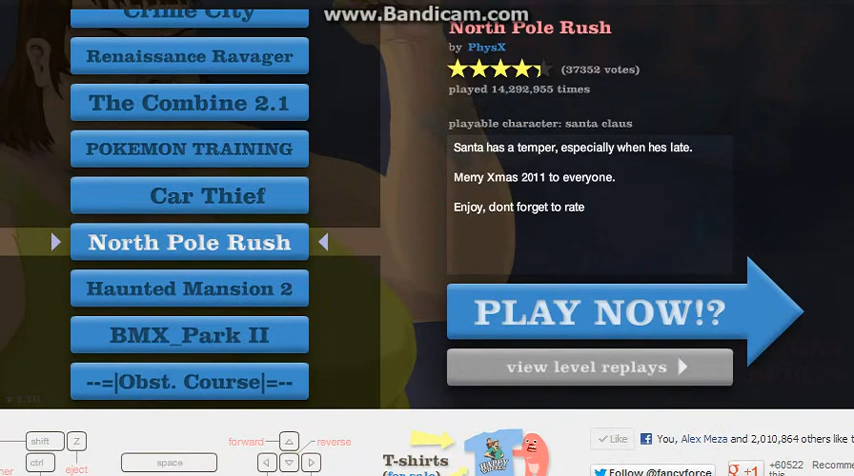 www.Bandicam.com
Crime City
Renaissance Ravager
The Combine 2.1
POKEMON TRAINING
Car Thief
North Pole Rush
Haunted Mansion 2
BMX_Park II
--=|Obst. Course|=--
North Pole Rush
by PhysX
(37352 votes)
played 14,292,955 times
playable character: santa claus
Santa has a temper, especially when hes late.
Merry Xmas 2011 to everyone.
Enjoy, dont forget to rate
PLAY NOW!?
view level replays
shift
Z
ctrl
eject
space
forward
reverse
T-shirts
(for sale)
Like
You, Alex Meza and 2,010,864 others like t
Follow @fancyforce
g +1
+60522
Recomme